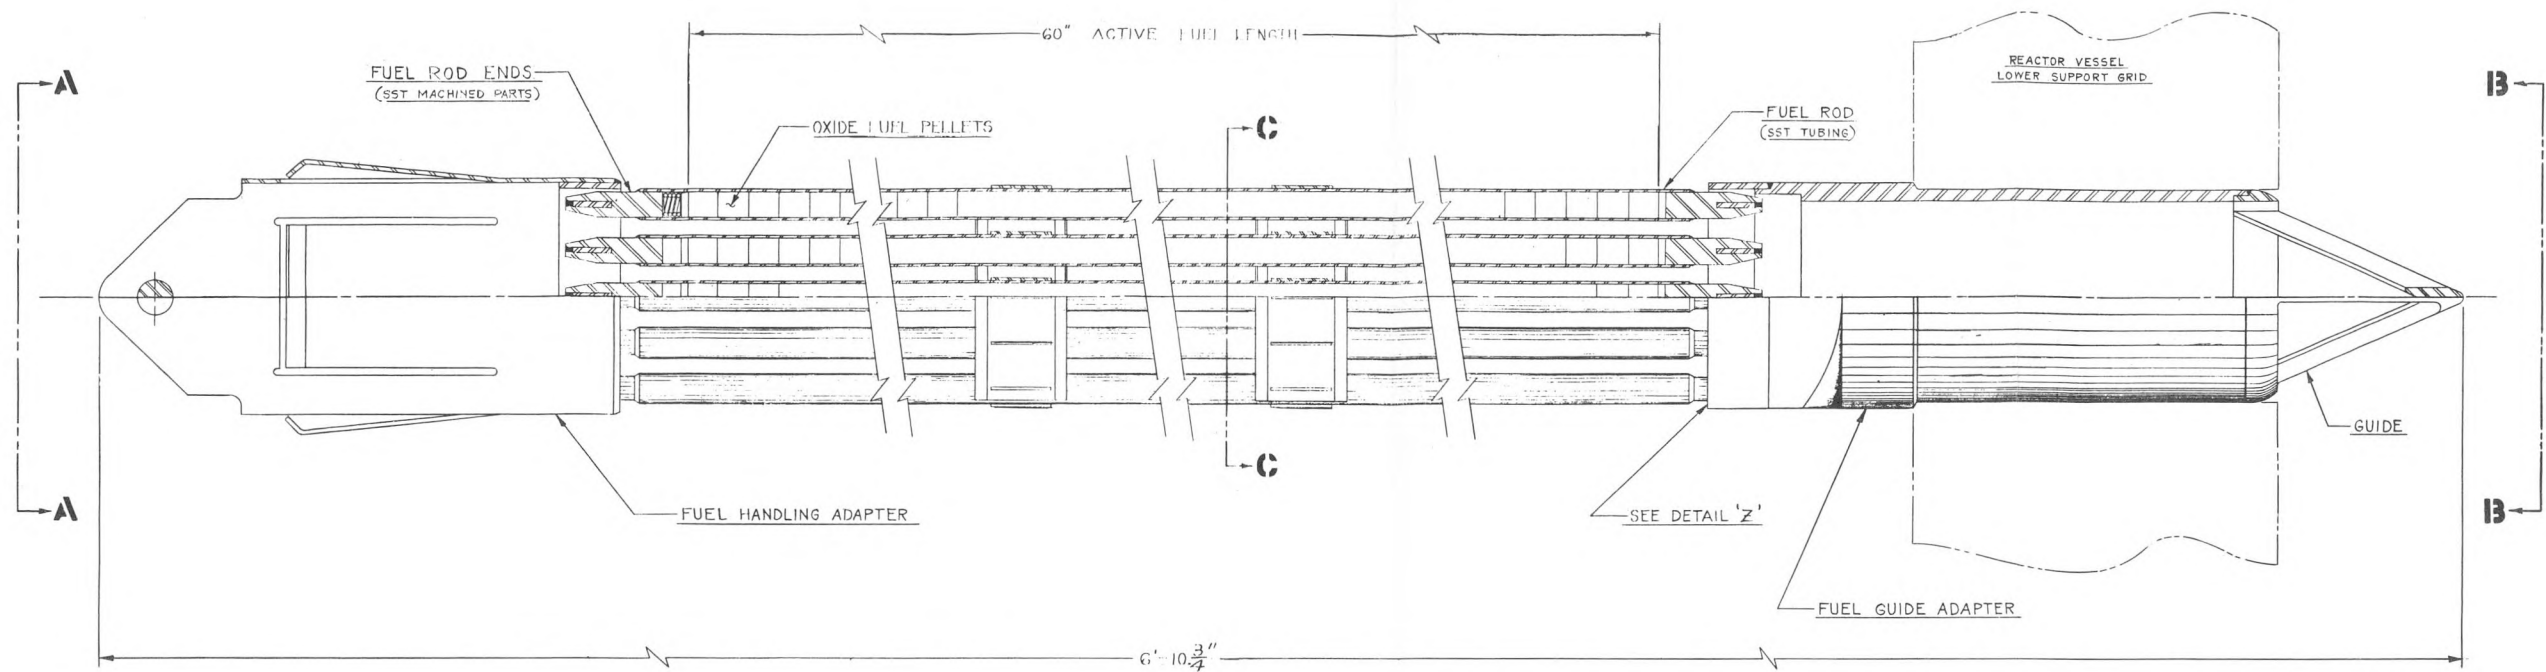 60" ACTIVE FUEL LENGTH
REACTOR VESSEL
LOWER SUPPORT GRID
A
B
FUEL ROD ENDS
(SST MACHINED PARTS)
OXIDE FUEL PELLETS
C
FUEL ROD
(SST TUBING)
GUIDE
C
A
FUEL HANDLING ADAPTER
SEE DETAIL 'Z'
B
FUEL GUIDE ADAPTER
6'-10 3/4"